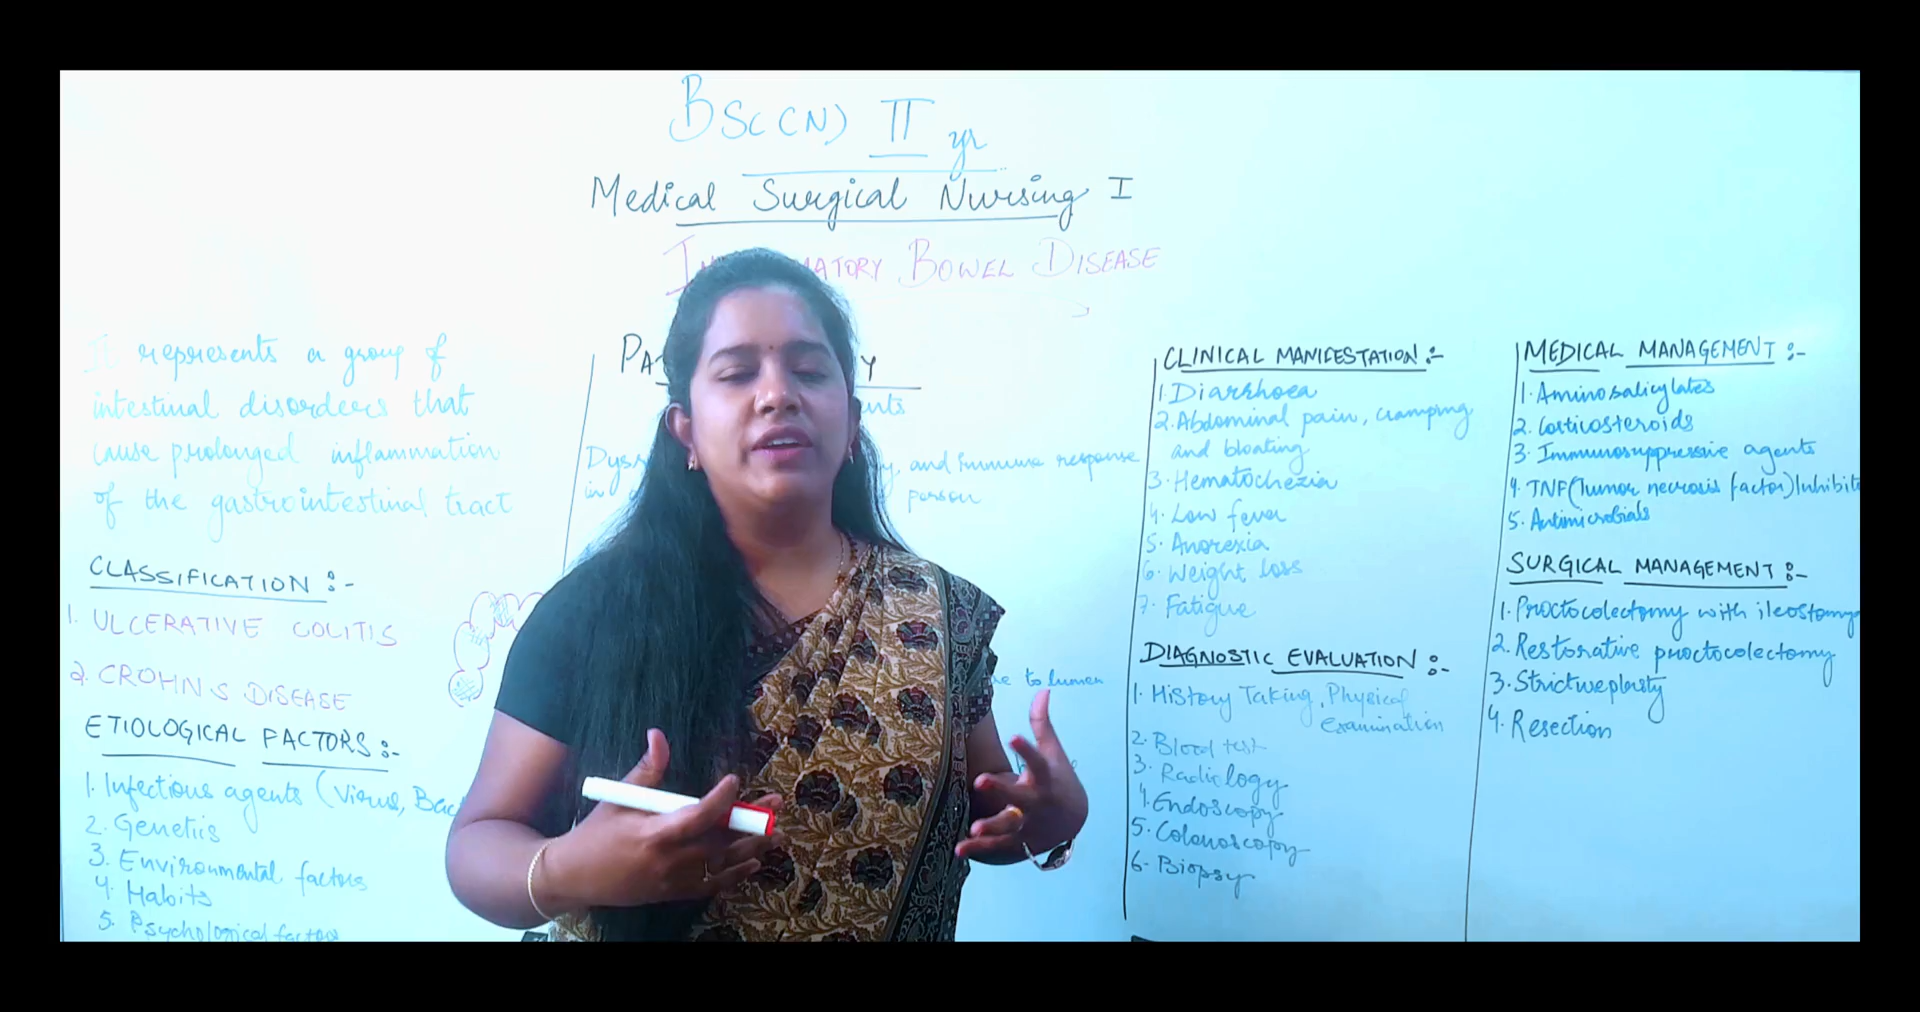 BSc(N) II yr
Medical Surgical Nursing I
BOWEL DISEASE
It represents a group of
intestinal disorders that
cause prolonged inflammation
of the gastrointestinal tract
CLASSIFICATION :-
1. ULCERATIVE COLITIS
2. CROHN'S DISEASE
ETIOLOGICAL FACTORS :-
1. Infectious agents (Virus,
2. Genetics
3. Environmental factors
4. Habits
5. Psychological factors
and immune response
in
person
to lumen
CLINICAL MANIFESTATION :-
1. Diarrhoea
2. Abdominal pain, cramping
and bloating
3. Hematochezia
4. Low fever
5. Anorexia
6. Weight loss
7. Fatigue
DIAGNOSTIC EVALUATION :-
1. History Taking, Physical
examination
2. Blood test
3. Radiology
4. Endoscopy
5. Colonoscopy
6. Biopsy
MEDICAL MANAGEMENT :-
1. Aminosalicylates
2. Corticosteroids
3. Immunosuppressive agents
4. TNF (Tumor necrosis factor) Inhibit
5. Antimicrobials
SURGICAL MANAGEMENT :-
1. Proctocolectomy with ileostomy
2. Restorative proctocolectomy
3. Strictureplasty
4. Resection